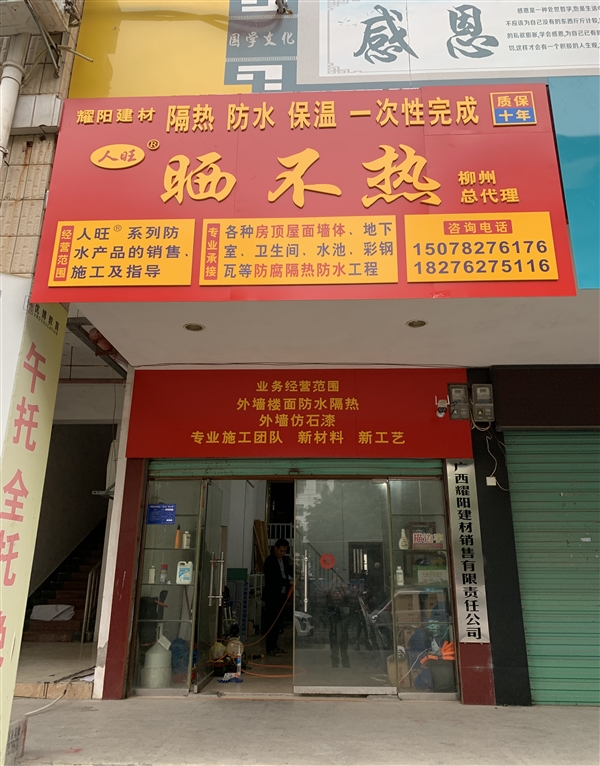 国学文化
感恩
耀阳建材 隔热 防水 保温 一次性完成
质保
十年
人旺®
晒不热
柳州
总代理
经营范围
人旺®系列防
水产品的销售、
施工及指导
专业承接
各种房顶屋面墙体、地下
室、卫生间、水池、彩钢
瓦等防腐隔热防水工程
咨询电话
15078276176
18276275116
业务经营范围
外墙楼面防水隔热
外墙仿石漆
专业施工团队 新材料 新工艺
广西耀阳建材销售有限责任公司
午托 全托